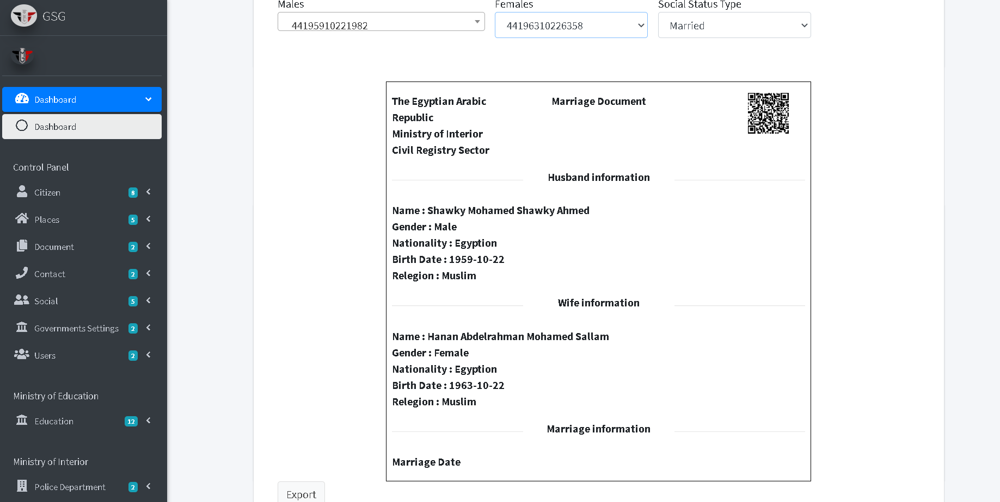 GSG
Dashboard
Dashboard
Control Panel
Citizen 8
Places 5
Document 2
Contact 2
Social 5
Governments Settings 2
Users 2
Ministry of Education
Education 12
Ministry of Interior
Police Department 2
Males Females Social Status Type
44195910221982 44196310226358 Married
The Egyptian Arabic
Republic
Ministry of Interior
Civil Registry Sector
Marriage Document
Husband information
Name : Shawky Mohamed Shawky Ahmed
Gender : Male
Nationality : Egyption
Birth Date : 1959-10-22
Relegion : Muslim
Wife information
Name : Hanan Abdelrahman Mohamed Sallam
Gender : Female
Nationality : Egyption
Birth Date : 1963-10-22
Relegion : Muslim
Marriage information
Marriage Date
Export